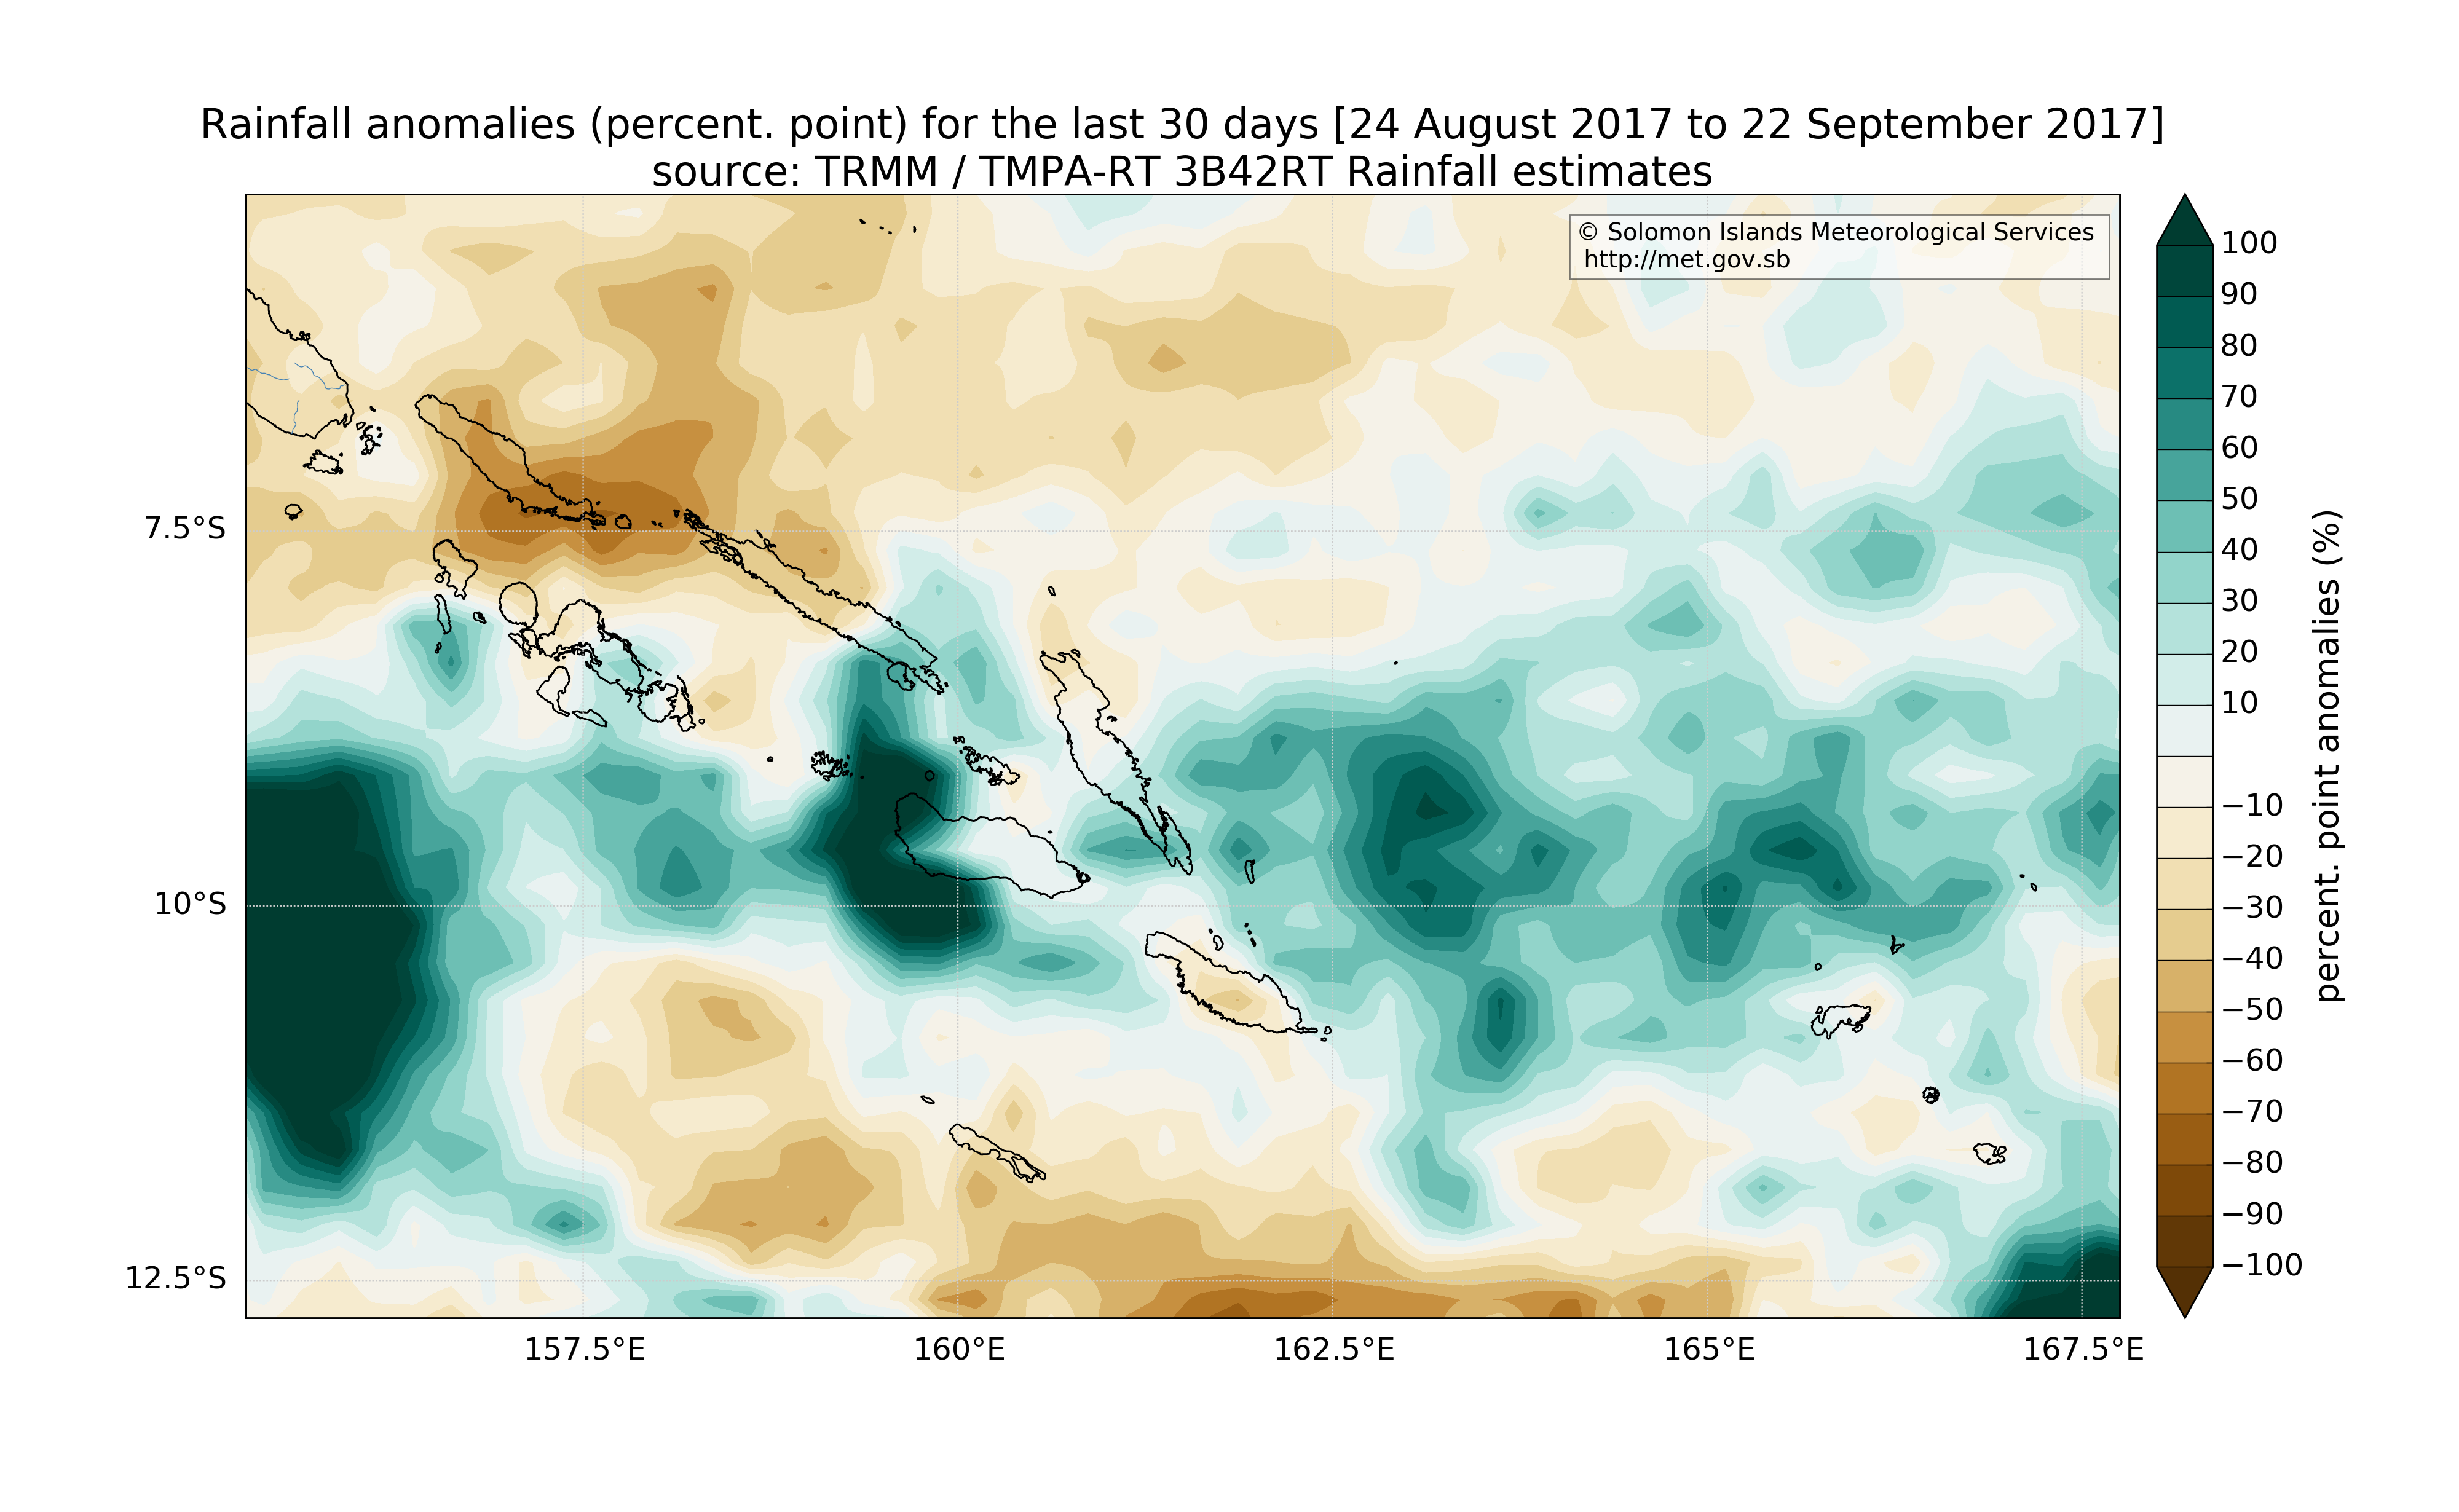 Rainfall anomalies (percent. point) for the last 30 days [24 August 2017 to 22 September 2017]
source: TRMM / TMPA-RT 3B42RT Rainfall estimates
© Solomon Islands Meteorological Services
http://met.gov.sb
7.5°S
10°S
12.5°S
157.5°E
160°E
162.5°E
165°E
167.5°E
100
90
80
70
60
50
40
30
20
10
−10
−20
−30
−40
−50
−60
−70
−80
−90
−100
percent. point anomalies (%)